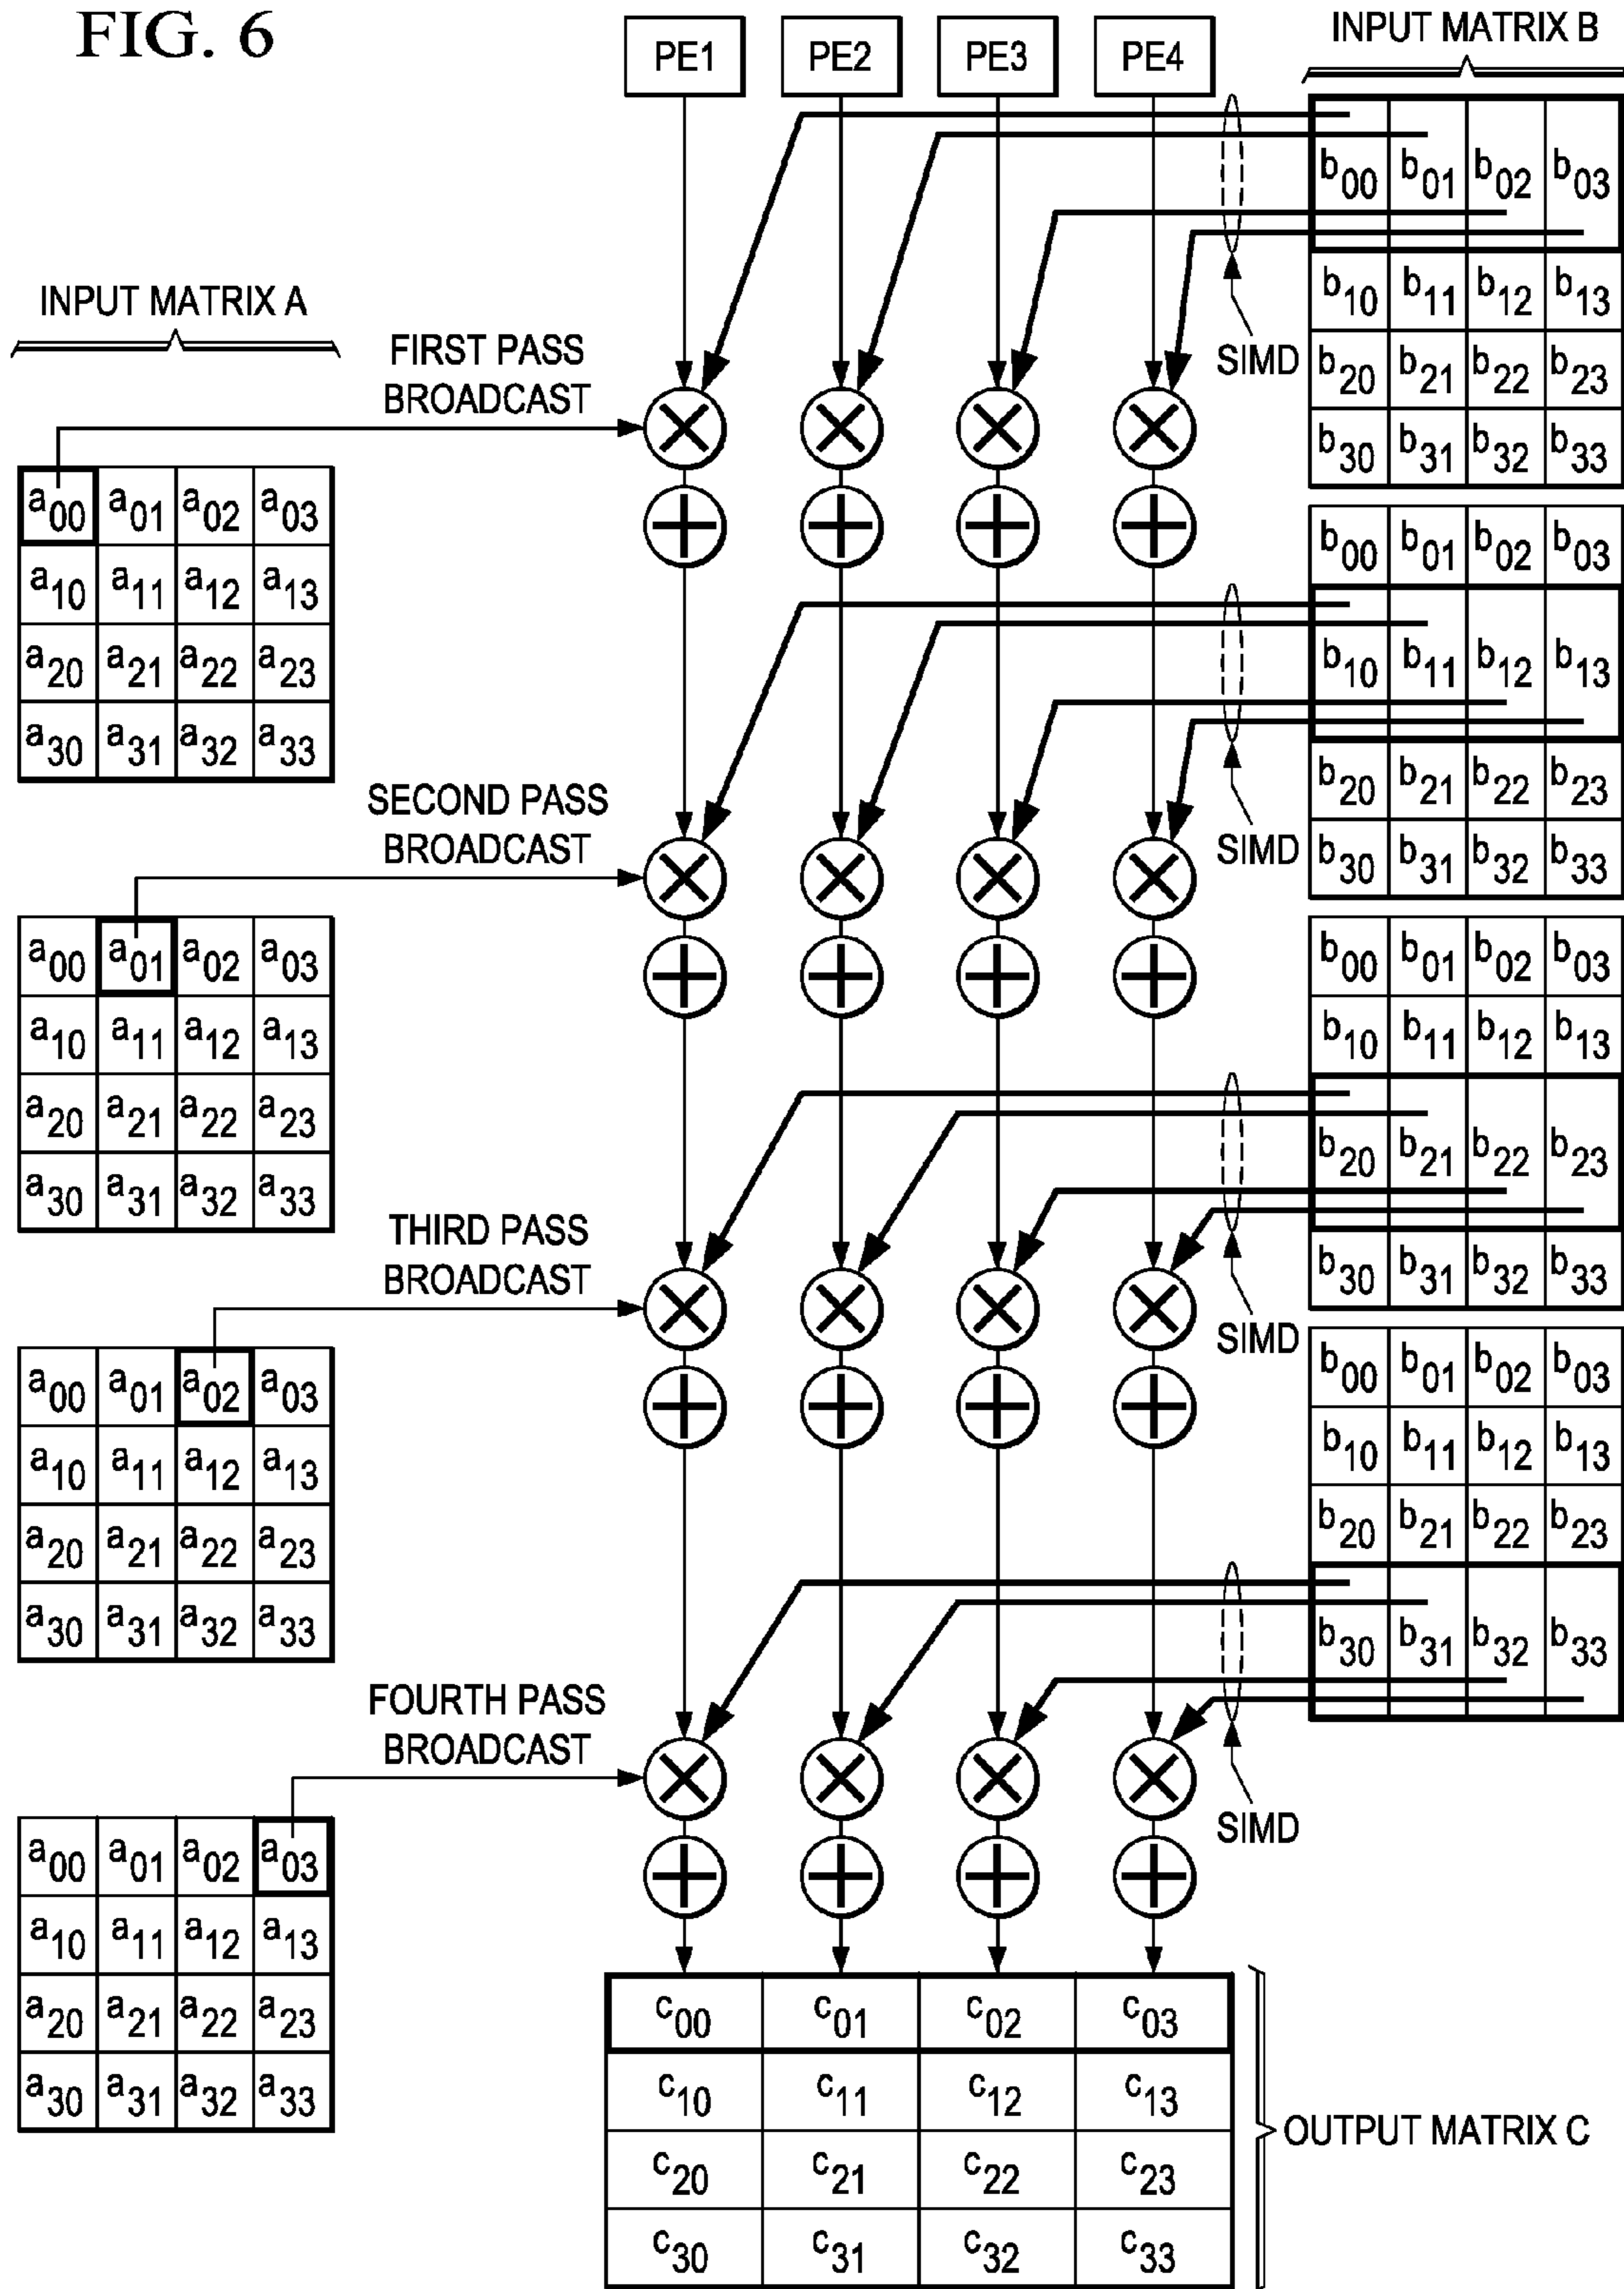 FIG. 6
PE1 PE2 PE3 PE4
INPUT MATRIX B
b00 b01 b02 b03
b10 b11 b12 b13
b20 b21 b22 b23
b30 b31 b32 b33
SIMD
INPUT MATRIX A
FIRST PASS
BROADCAST
a00 a01 a02 a03
a10 a11 a12 a13
a20 a21 a22 a23
a30 a31 a32 a33
b00 b01 b02 b03
b10 b11 b12 b13
b20 b21 b22 b23
b30 b31 b32 b33
SIMD
SECOND PASS
BROADCAST
a00 a01 a02 a03
a10 a11 a12 a13
a20 a21 a22 a23
a30 a31 a32 a33
b00 b01 b02 b03
b10 b11 b12 b13
b20 b21 b22 b23
b30 b31 b32 b33
SIMD
THIRD PASS
BROADCAST
a00 a01 a02 a03
a10 a11 a12 a13
a20 a21 a22 a23
a30 a31 a32 a33
b00 b01 b02 b03
b10 b11 b12 b13
b20 b21 b22 b23
b30 b31 b32 b33
SIMD
FOURTH PASS
BROADCAST
a00 a01 a02 a03
a10 a11 a12 a13
a20 a21 a22 a23
a30 a31 a32 a33
c00 c01 c02 c03
c10 c11 c12 c13
c20 c21 c22 c23
c30 c31 c32 c33
OUTPUT MATRIX C